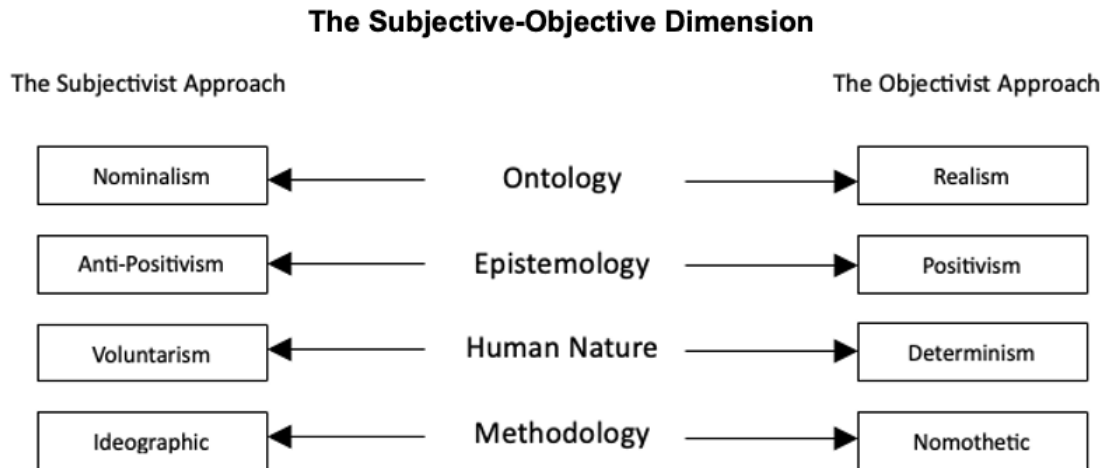 The Subjective-Objective Dimension
The Subjectivist Approach The Objectivist Approach
Nominalism Ontology Realism
Anti-Positivism Epistemology Positivism
Voluntarism Human Nature Determinism
Ideographic Methodology Nomothetic